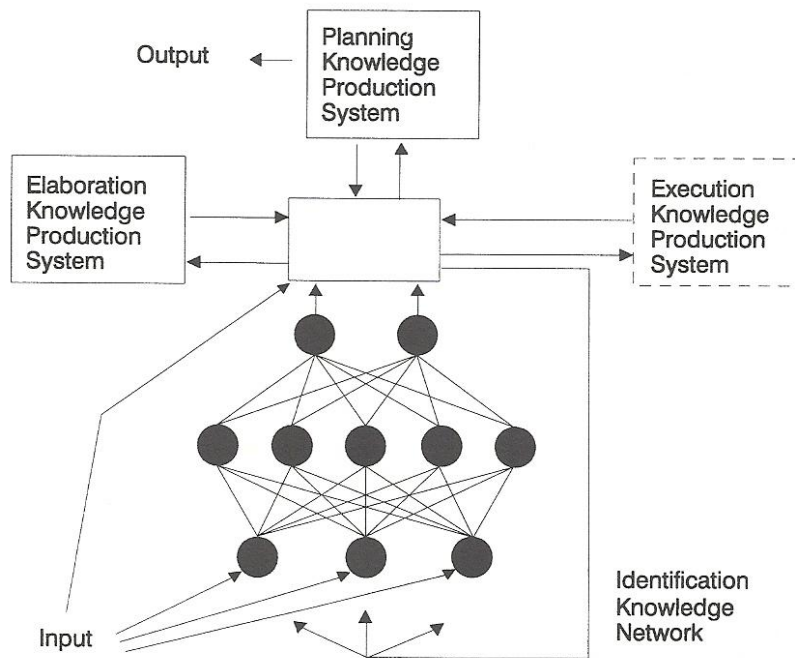 Output
Planning
Knowledge
Production
System
Elaboration
Knowledge
Production
System
Execution
Knowledge
Production
System
Identification
Knowledge
Network
Input